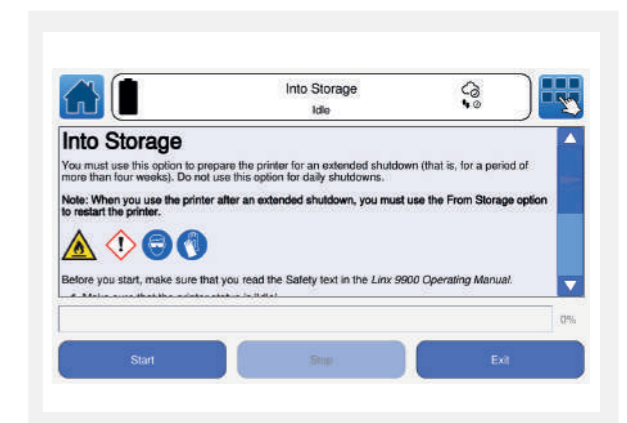 Into Storage
Idle
Into Storage
You must use this option to prepare the printer for an extended shutdown (that is, for a period of
more than four weeks). Do not use this option for daily shutdowns.
Note: When you use the printer after an extended shutdown, you must use the From Storage option
to restart the printer.
Before you start, make sure that you read the Safety text in the Linx 9900 Operating Manual.
0%
Start
Stop
Exit